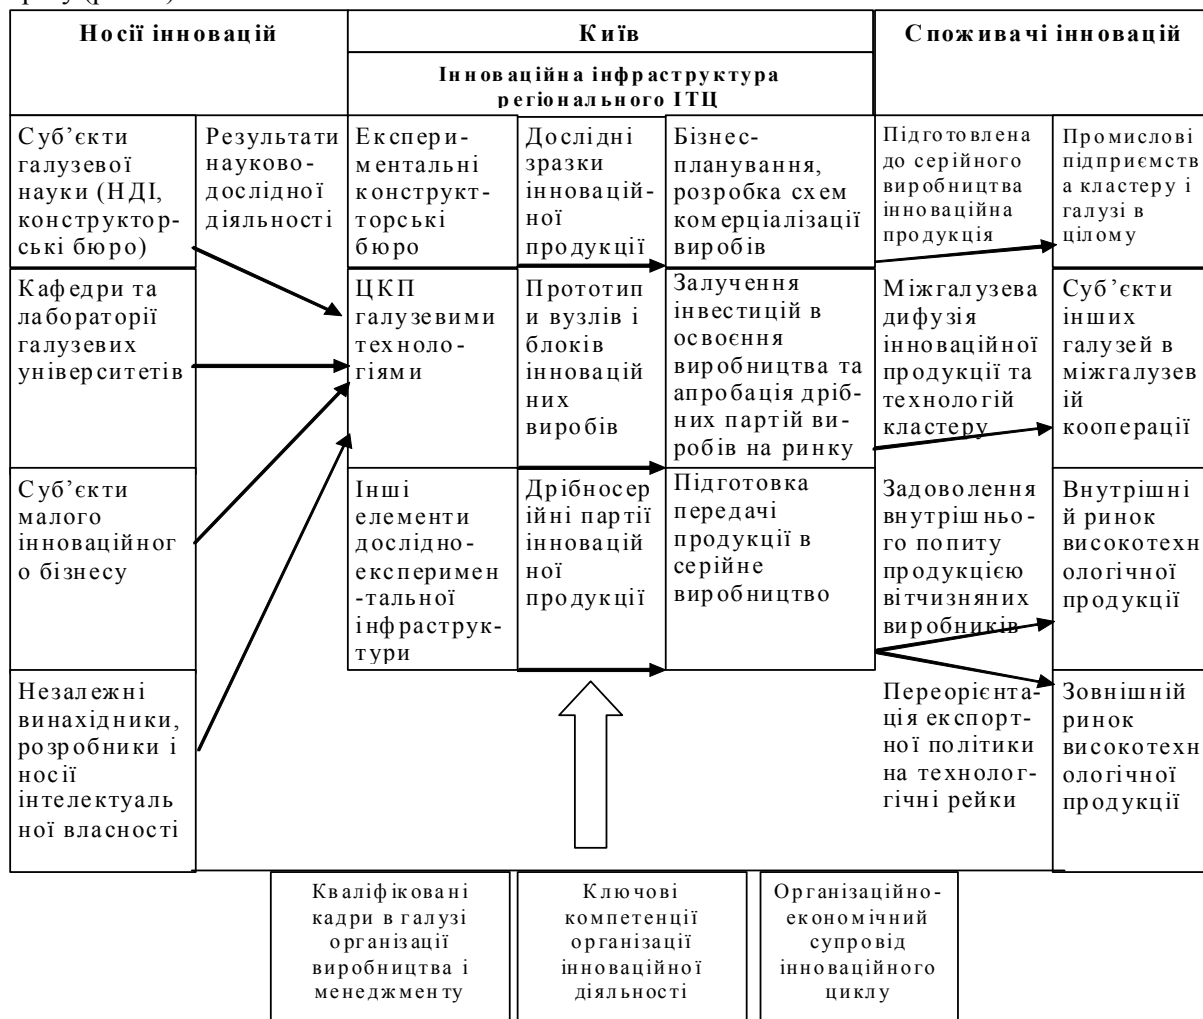 Носії інновацій
Київ
Споживачі інновацій
Інноваційна інфраструктура
регіонального ІТЦ
Суб’єкти
галузевої
науки (НДІ,
конструктор-
ські бюро)
Результати
науково-
дослідної
діяльності
Експери-
ментальні
конструкт-
торські
бюро
Дослідні
зразки
інновацій-
ної
продукції
Бізнес-
планування,
розробка схем
комерціалізації
виробів
Підготовлена
до серійного
виробництва
інноваційна
продукція
Промислові
підприємств
а кластеру і
галузі в
цілому
Кафедри та
лабораторії
галузевих
університетів
ЦКП
галузевими
техноло-
гіями
Прототип
и вузлів і
блоків
інновацій
них
виробів
Залучення
інвестицій в
освоєння
виробництва та
апробація дріб-
них партій ви-
робів на ринку
Міжгалузева
дифузія
інноваційної
продукції та
технологій
кластеру
Суб’єкти
інших
галузей в
міжгалузев
ій
кооперації
Суб’єкти
малого
інноваційног
о бізнесу
Інші
елементи
дослідно-
експеримен
-тальної
інфраструк-
тури
Дрібносер
ійні партії
інновацій
ної
продукції
Підготовка
передачі
продукції в
серійне
виробництво
Задоволення
внутрішньо-
го попиту
продукцією
вітчизняних
виробників
Внутрішні
й ринок
високотехн
ологічної
продукції
Незалежні
винахідники,
розробники і
носії
інтелектуаль
ної власності
Переорієнта-
ція експорт-
ної політики
на технолог-
гічні рейки
Зовнішній
ринок
високотехн
ологічної
продукції
Кваліфіковані
кадри в галузі
організації
виробництва і
менеджменту
Ключові
компетенції
організації
інноваційної
діяльності
Організаційно-
економічний
супровід
інноваційного
циклу